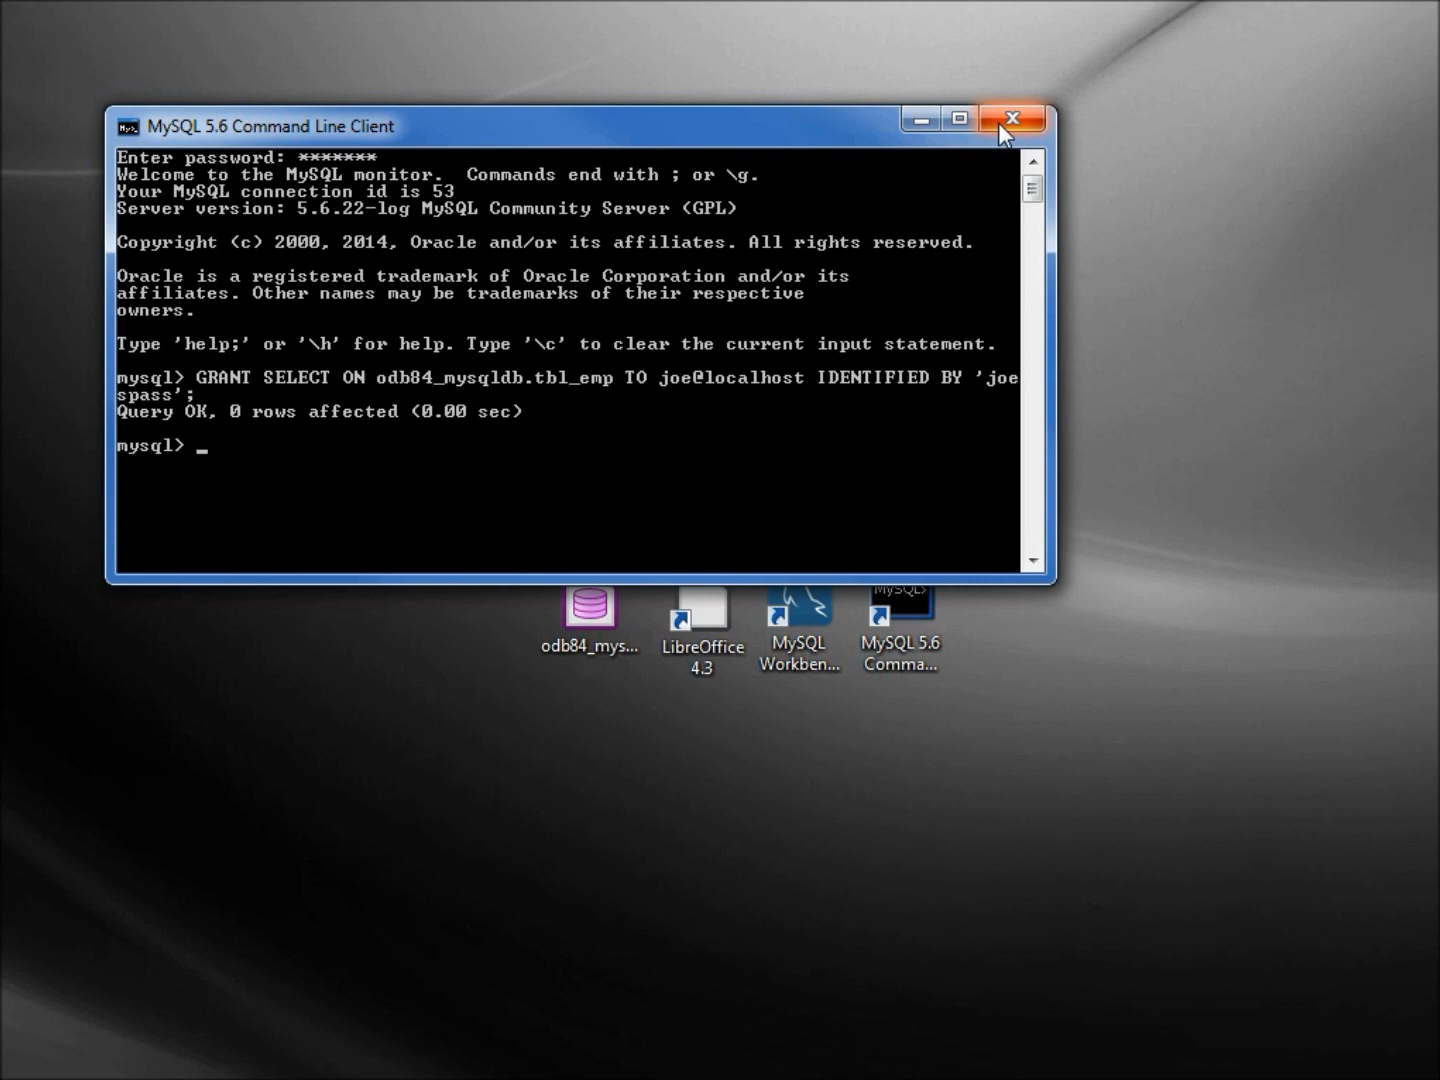 MySQL 5.6 Command Line Client
Enter password: *******
Welcome to the MySQL monitor.  Commands end with ; or \g.
Your MySQL connection id is 53
Server version: 5.6.22-log MySQL Community Server (GPL)
Copyright (c) 2000, 2014, Oracle and/or its affiliates. All rights reserved.
Oracle is a registered trademark of Oracle Corporation and/or its
affiliates. Other names may be trademarks of their respective
owners.
Type 'help;' or '\h' for help. Type '\c' to clear the current input statement.
mysql> GRANT SELECT ON odb84_mysqldb.tbl_emp TO joe@localhost IDENTIFIED BY 'joe
spass';
Query OK, 0 rows affected (0.00 sec)
mysql> _
MySQL>
odb84_mys...
LibreOffice
4.3
MySQL
Workben...
MySQL 5.6
Comma...